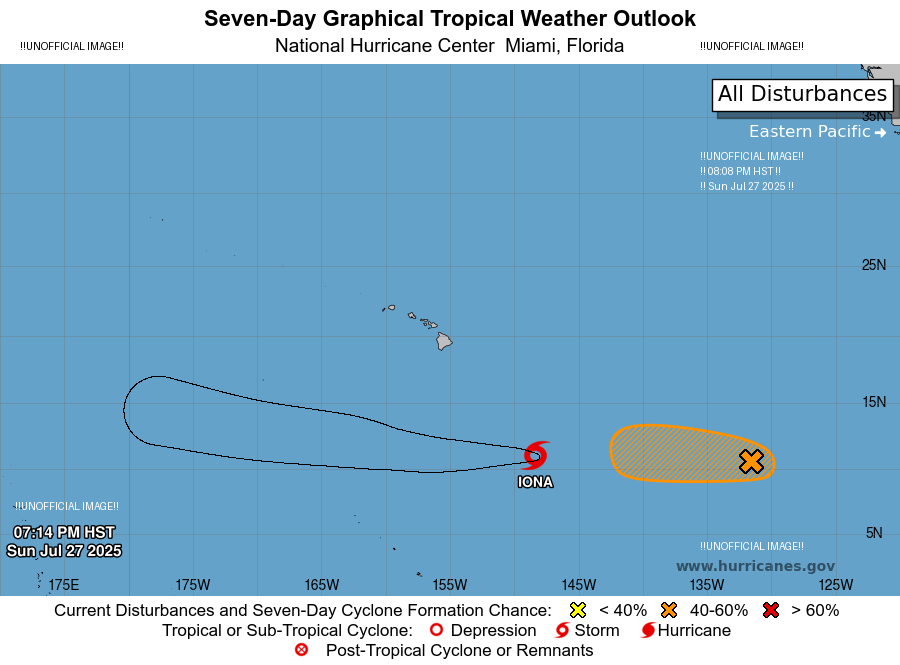 Seven-Day Graphical Tropical Weather Outlook
!!UNOFFICIAL IMAGE!!
National Hurricane Center  Miami, Florida
!!UNOFFICIAL IMAGE!!
All Disturbances
35N
Eastern Pacific
!!UNOFFICIAL IMAGE!!
!! 08:08 PM HST !!
!! Sun Jul 27 2025 !!
25N
15N
IONA
!!UNOFFICIAL IMAGE!!
07:14 PM HST
Sun Jul 27 2025
5N
!!UNOFFICIAL IMAGE!!
www.hurricanes.gov
175E 175W 165W 155W 145W 135W 125W
Current Disturbances and Seven-Day Cyclone Formation Chance: < 40% 40-60% > 60%
Tropical or Sub-Tropical Cyclone: Depression Storm Hurricane
Post-Tropical Cyclone or Remnants